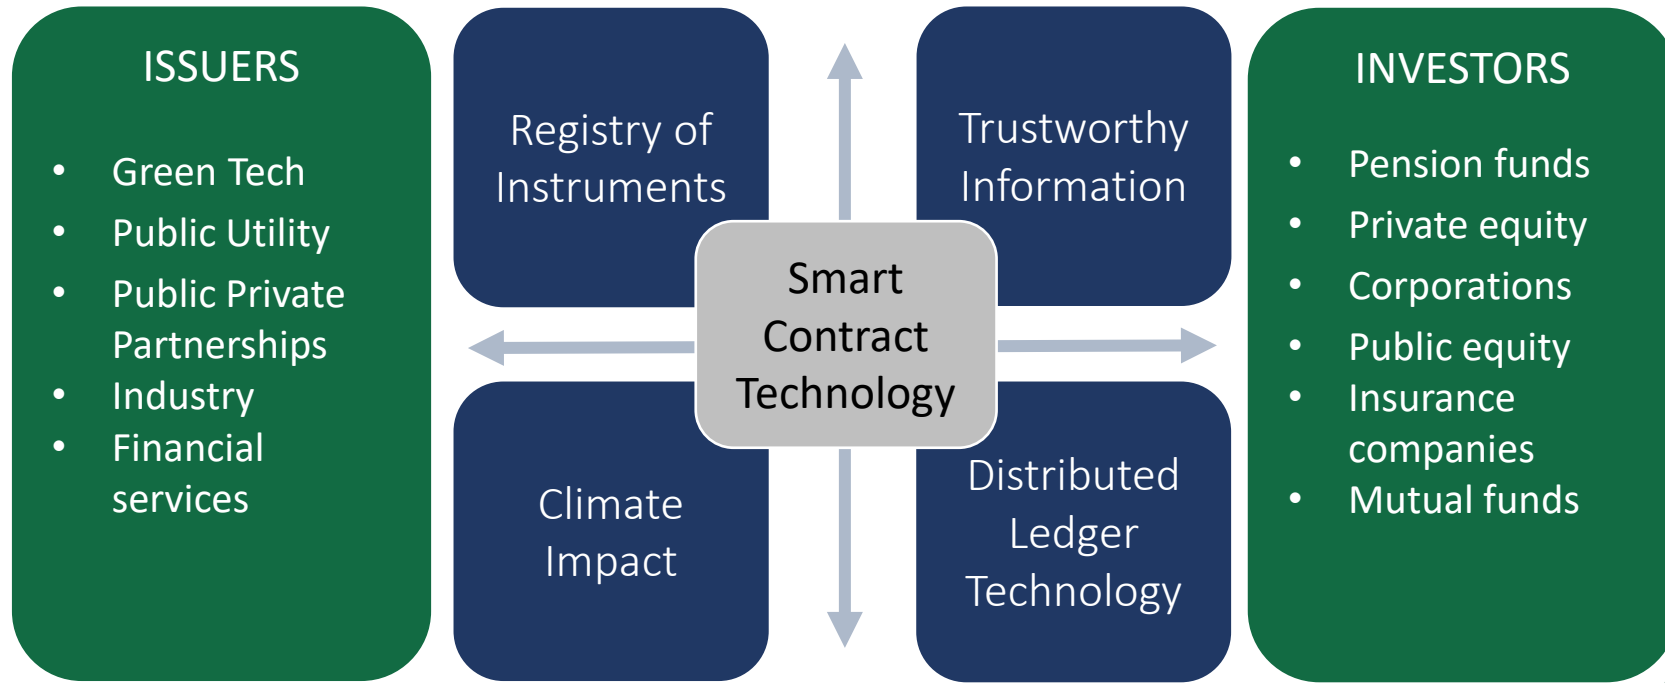 ISSUERS
• Green Tech
• Public Utility
• Public Private
Partnerships
• Industry
• Financial
services
Registry of
Instruments
Trustworthy
Information
Smart
Contract
Technology
Climate
Impact
Distributed
Ledger
Technology
INVESTORS
• Pension funds
• Private equity
• Corporations
• Public equity
• Insurance
companies
• Mutual funds